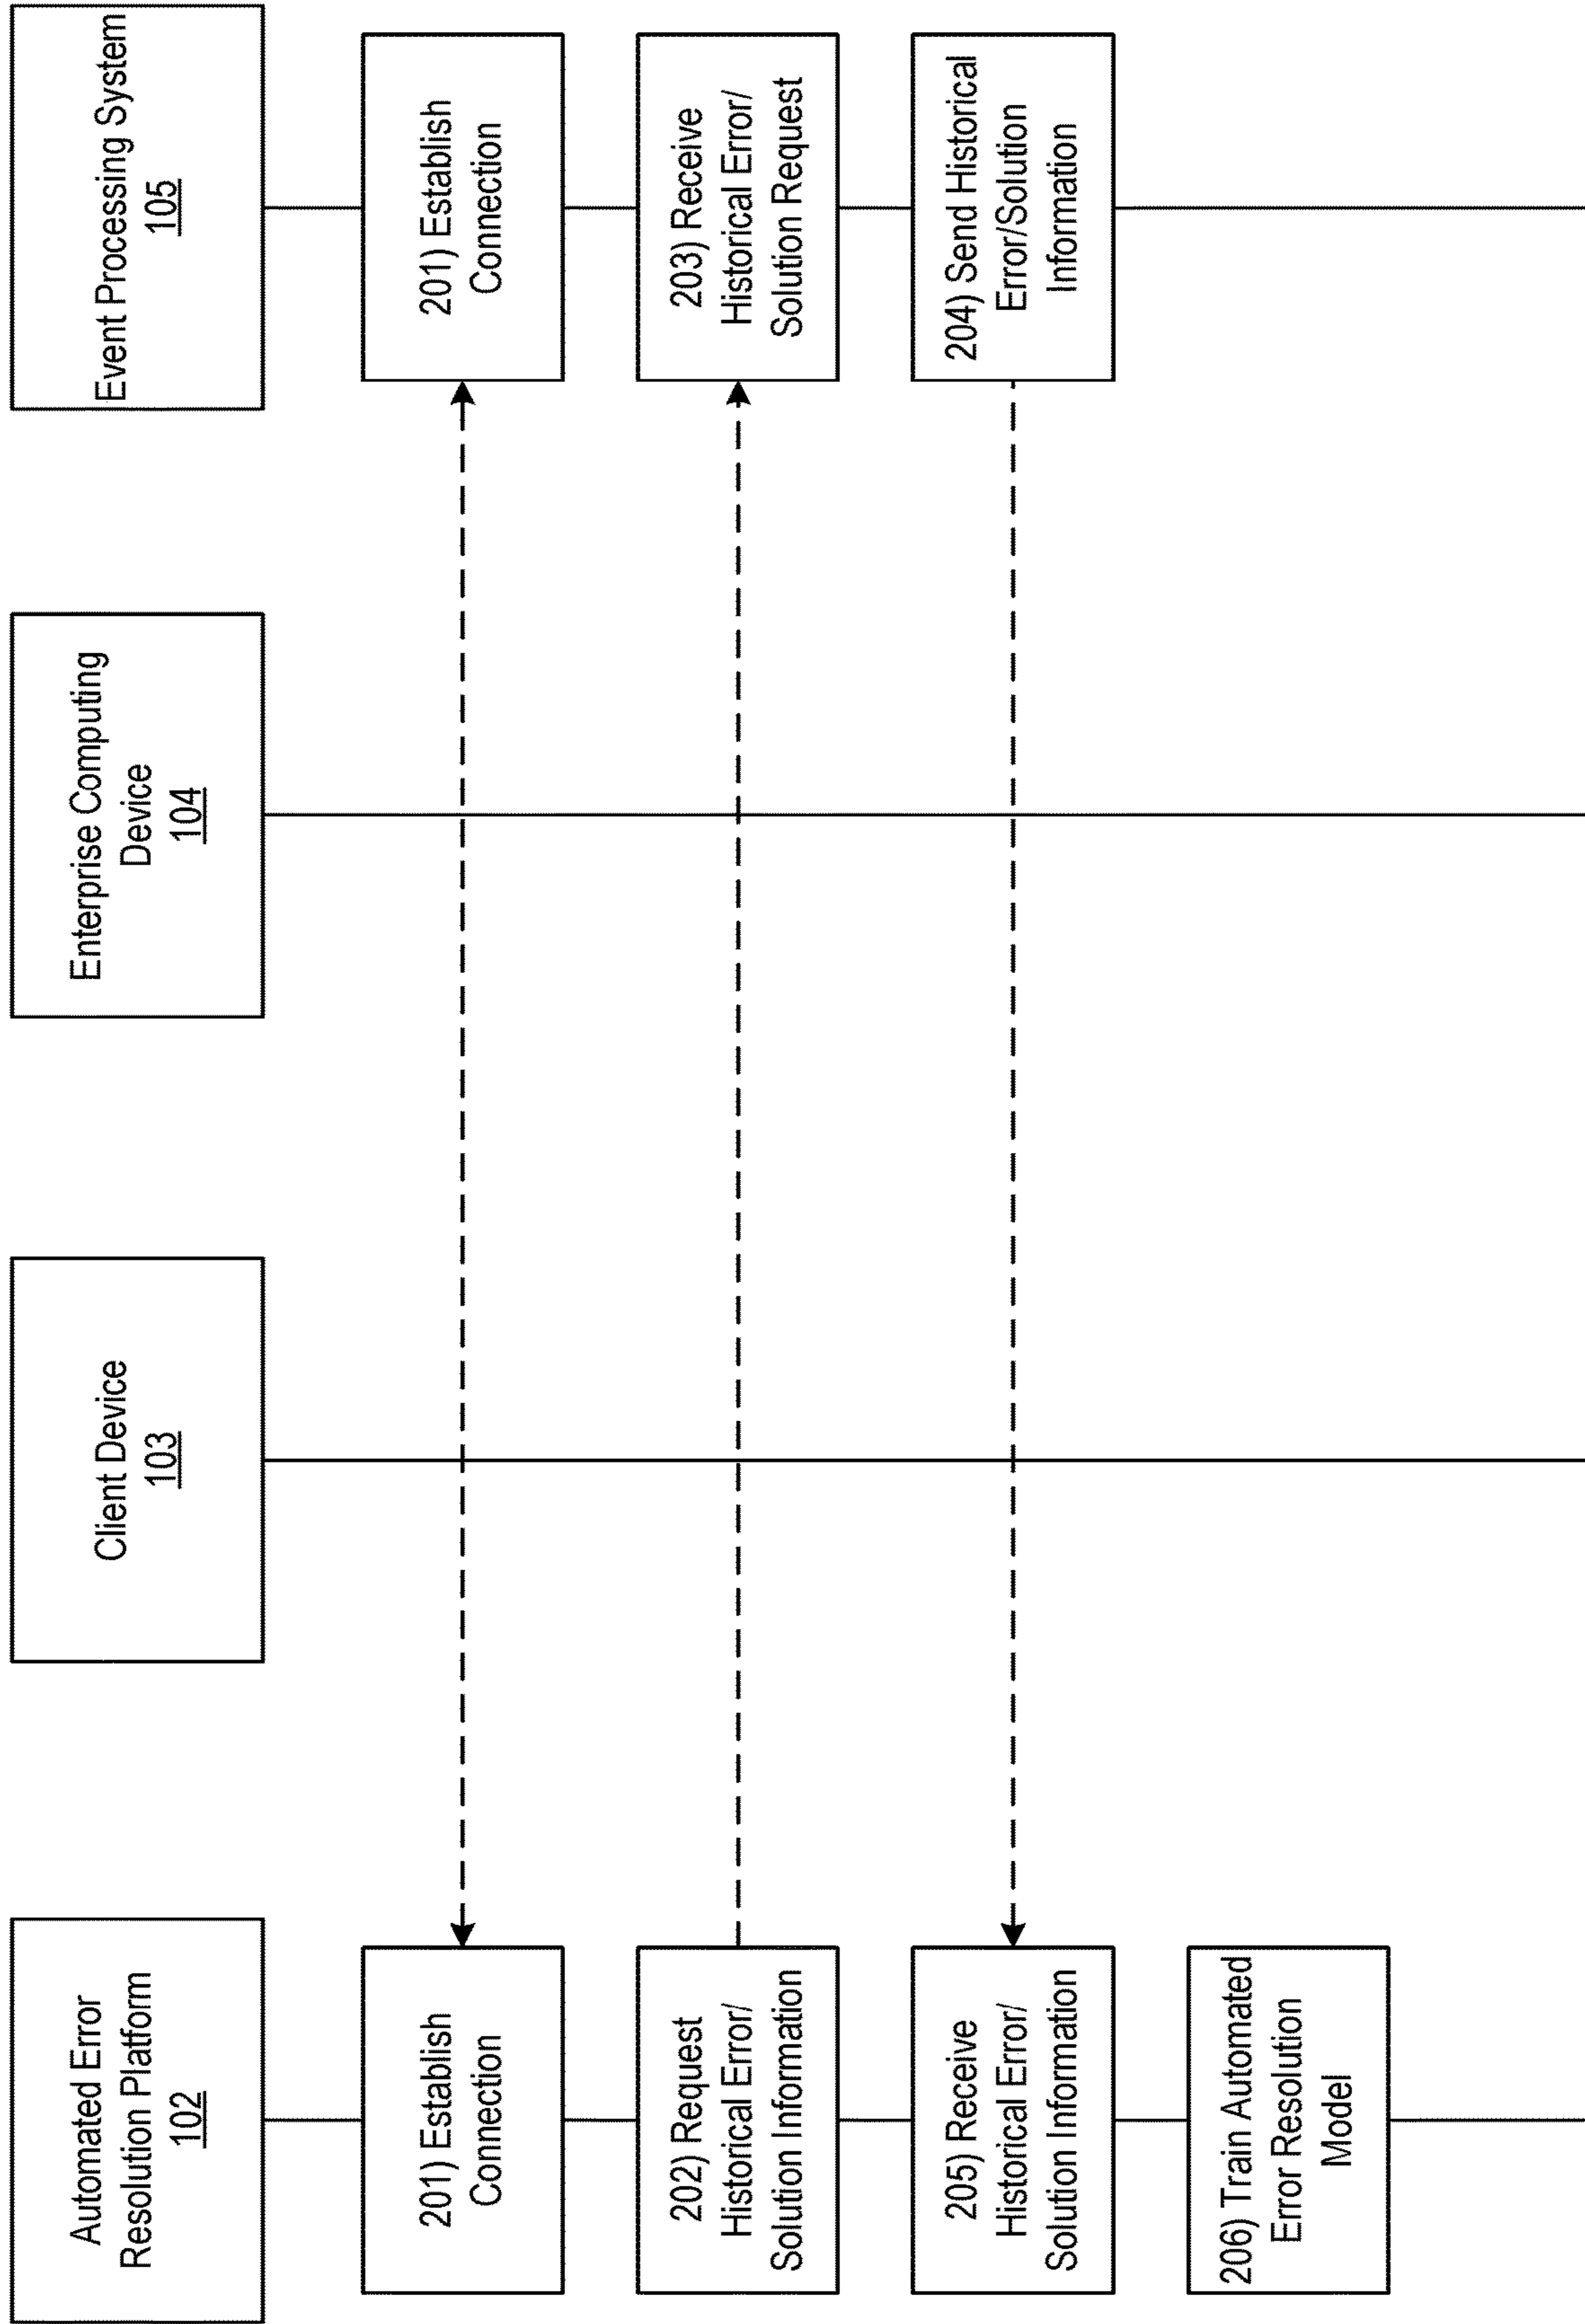 Automated Error
Resolution Platform
102
Client Device
103
Enterprise Computing
Device
104
Event Processing System
105
201) Establish
Connection
201) Establish
Connection
202) Request
Historical Error/
Solution Information
203) Receive
Historical Error/
Solution Request
205) Receive
Historical Error/
Solution Information
204) Send Historical
Error/Solution
Information
206) Train Automated
Error Resolution
Model